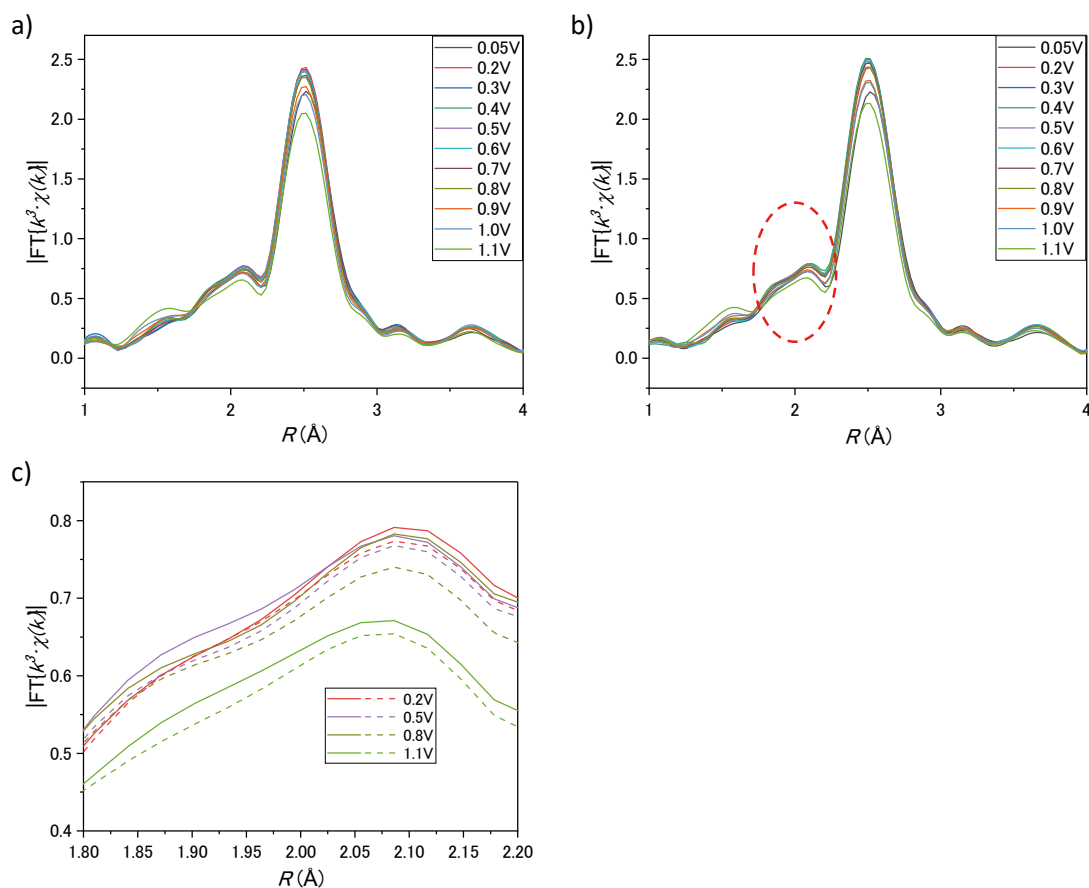 a)
|FT{k³·χ(k)}|
2.5
2.0
1.5
1.0
0.5
0.0
1
2
3
4
R (Å)
0.05V
0.2V
0.3V
0.4V
0.5V
0.6V
0.7V
0.8V
0.9V
1.0V
1.1V
b)
|FT{k³·χ(k)}|
2.5
2.0
1.5
1.0
0.5
0.0
1
2
3
4
R (Å)
0.05V
0.2V
0.3V
0.4V
0.5V
0.6V
0.7V
0.8V
0.9V
1.0V
1.1V
c)
|FT{k³·χ(k)}|
0.8
0.7
0.6
0.5
0.4
1.80
1.85
1.90
1.95
2.00
2.05
2.10
2.15
2.20
R (Å)
0.2V
0.5V
0.8V
1.1V